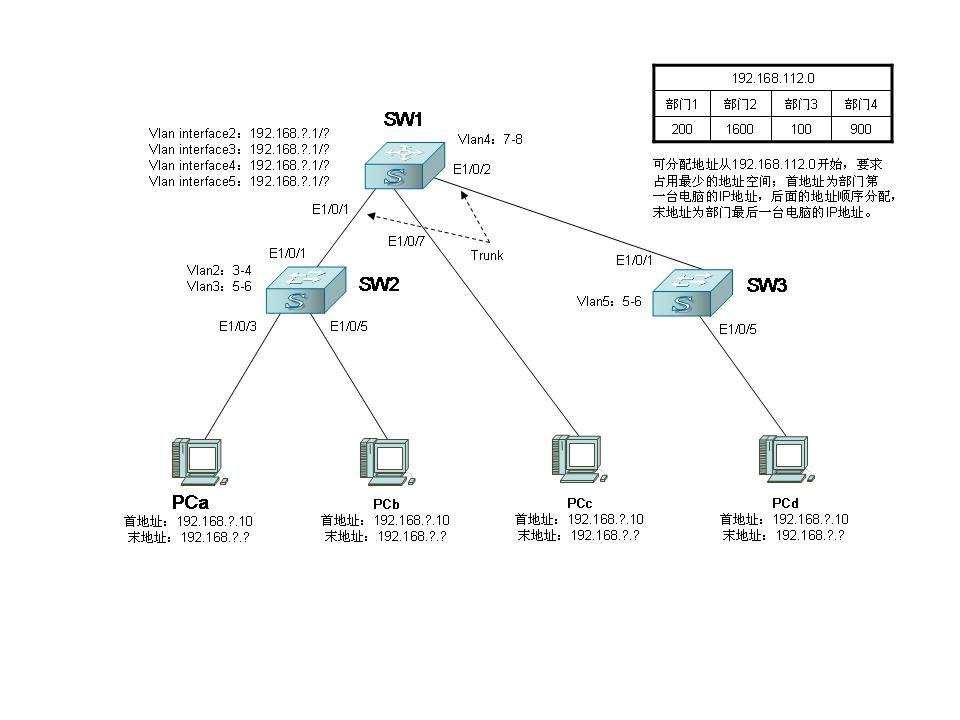 192.168.112.0
部门1 部门2 部门3 部门4
200 1600 100 900
可分配地址从192.168.112.0开始，要求
占用最少的地址空间；首地址为部门第
一台电脑的IP地址，后面的地址顺序分配，
末地址为部门最后一台电脑的IP地址。
SW1
Vlan interface2：192.168.?.1/?
Vlan interface3：192.168.?.1/?
Vlan interface4：192.168.?.1/?
Vlan interface5：192.168.?.1/?
Vlan4：7-8
E1/0/2
E1/0/1
E1/0/7
Trunk
E1/0/1
Vlan2：3-4
Vlan3：5-6
SW2
E1/0/3
E1/0/5
E1/0/1
Vlan5：5-6
SW3
E1/0/5
PCa
首地址：192.168.?.10
末地址：192.168.?.?
PCb
首地址：192.168.?.10
末地址：192.168.?.?
PCc
首地址：192.168.?.10
末地址：192.168.?.?
PCd
首地址：192.168.?.10
末地址：192.168.?.?